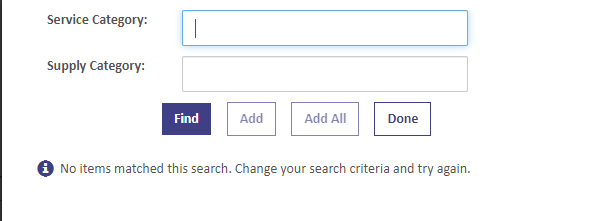 Service Category:
Supply Category:
Find Add Add All Done
No items matched this search. Change your search criteria and try again.